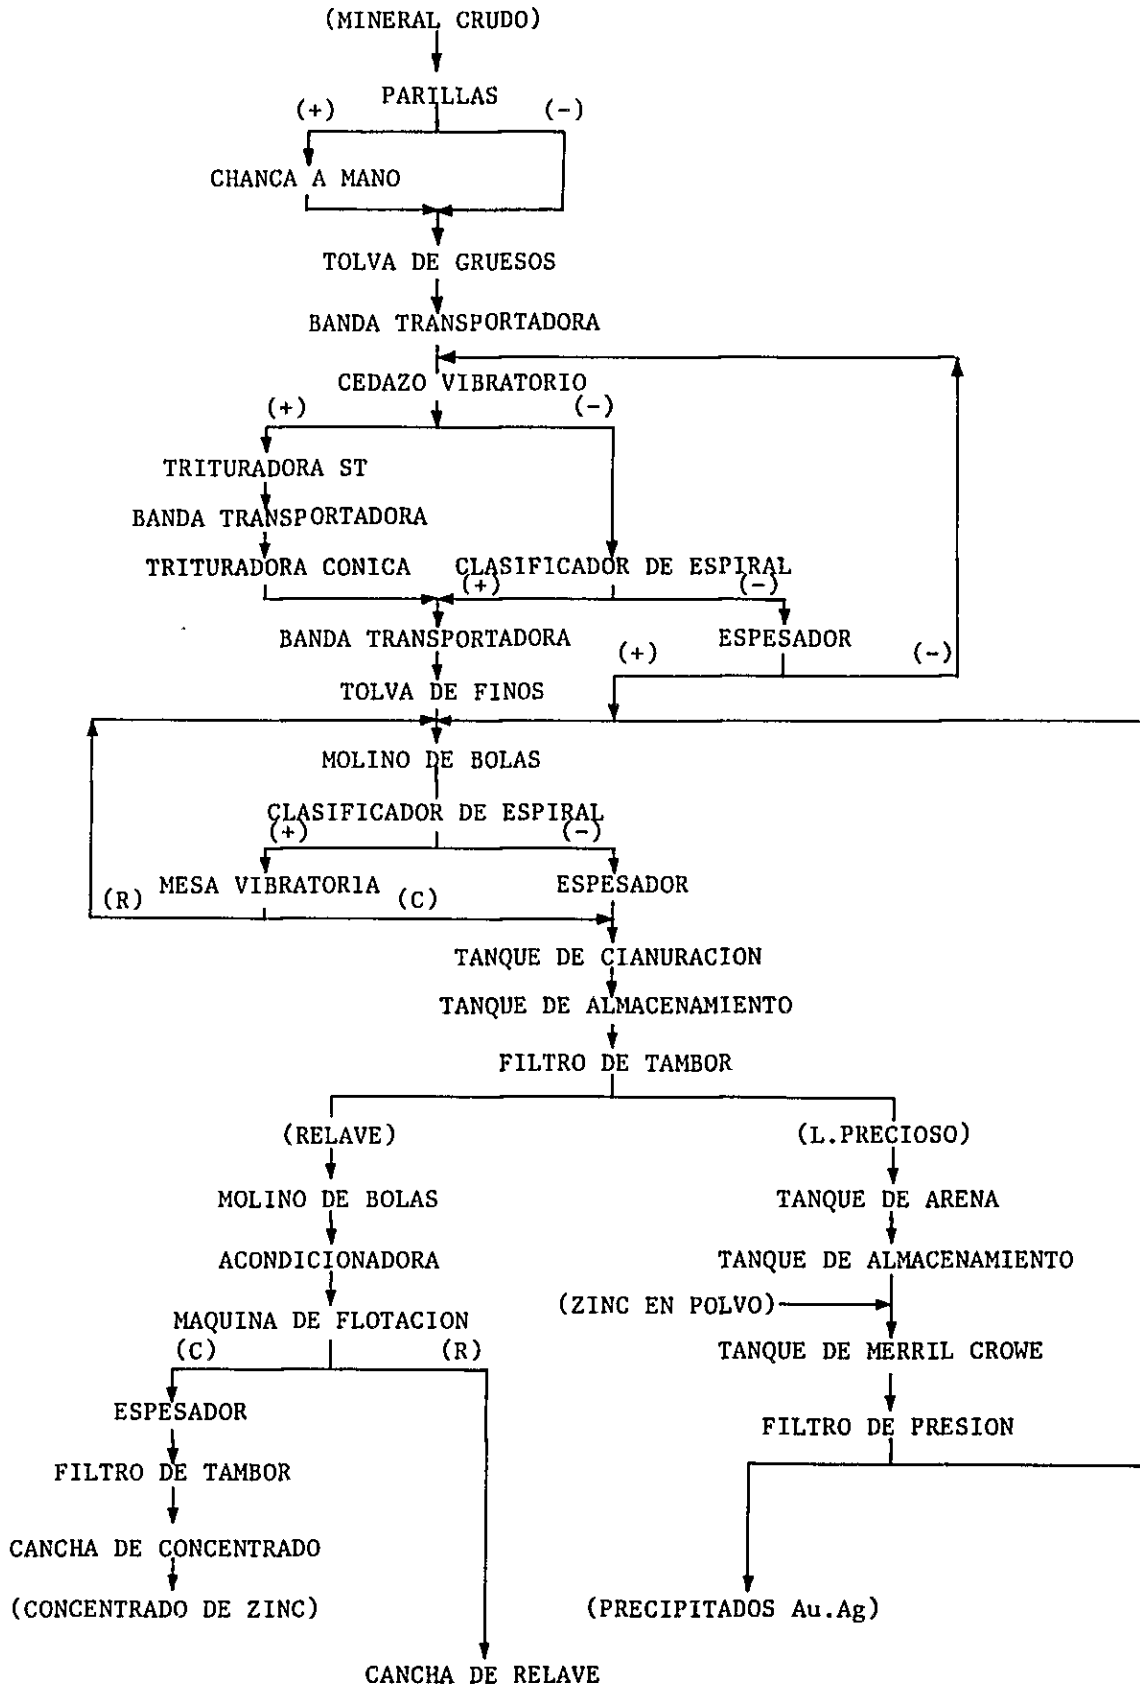 (MINERAL CRUDO)
PARILLAS
(+) (-)
CHANCA A MANO
TOLVA DE GRUESOS
BANDA TRANSPORTADORA
CEDAZO VIBRATORIO
(+) (-)
TRITURADORA ST
BANDA TRANSPORTADORA
TRITURADORA CONICA CLASIFICADOR DE ESPIRAL
(+) (-)
BANDA TRANSPORTADORA ESPESADOR
(+) (-)
TOLVA DE FINOS
MOLINO DE BOLAS
CLASIFICADOR DE ESPIRAL
(+) (-)
MESA VIBRATORIA ESPESADOR
(R) (C)
TANQUE DE CIANURACION
TANQUE DE ALMACENAMIENTO
FILTRO DE TAMBOR
(RELAVE) (L.PRECIOSO)
MOLINO DE BOLAS TANQUE DE ARENA
ACONDICIONADORA TANQUE DE ALMACENAMIENTO
(ZINC EN POLVO)
MAQUINA DE FLOTACION
(C) (R) TANQUE DE MERRIL CROWE
ESPESADOR FILTRO DE PRESION
FILTRO DE TAMBOR
CANCHA DE CONCENTRADO
(CONCENTRADO DE ZINC) (PRECIPITADOS Au.Ag)
CANCHA DE RELAVE